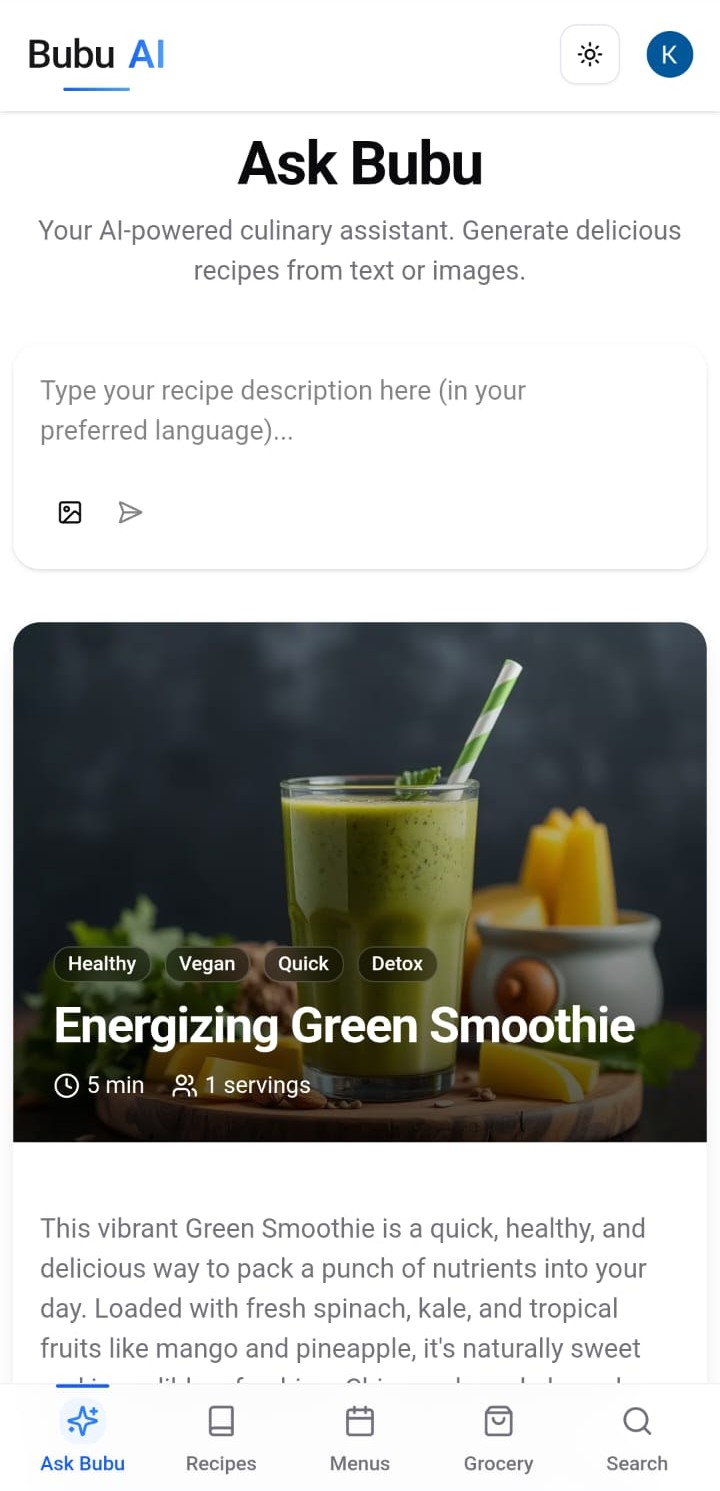 Bubu AI
K
Ask Bubu
Your AI-powered culinary assistant. Generate delicious
recipes from text or images.
Type your recipe description here (in your
preferred language)...
Healthy Vegan Quick Detox
Energizing Green Smoothie
5 min 1 servings
This vibrant Green Smoothie is a quick, healthy, and
delicious way to pack a punch of nutrients into your
day. Loaded with fresh spinach, kale, and tropical
fruits like mango and pineapple, it's naturally sweet
Ask Bubu Recipes Menus Grocery Search